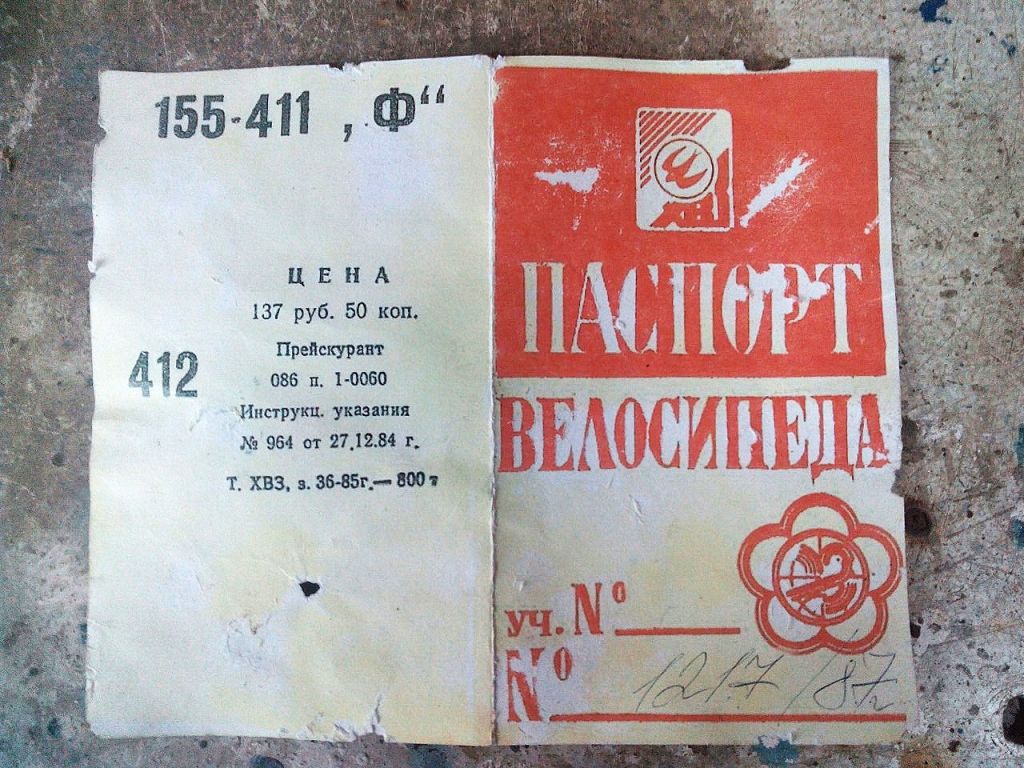 155-411 „Ф“
ЦЕНА
137 руб. 50 коп.
Прейскурант
086 п. 1-0060
412
Инструкц. указания
№ 964 от 27.12.84 г.
Т. ХВЗ, з. 36-85г.—800 т
ХВЗ
ПАСПОРТ
ВЕЛОСИПЕДА
УЧ. №
№ 1217/87г